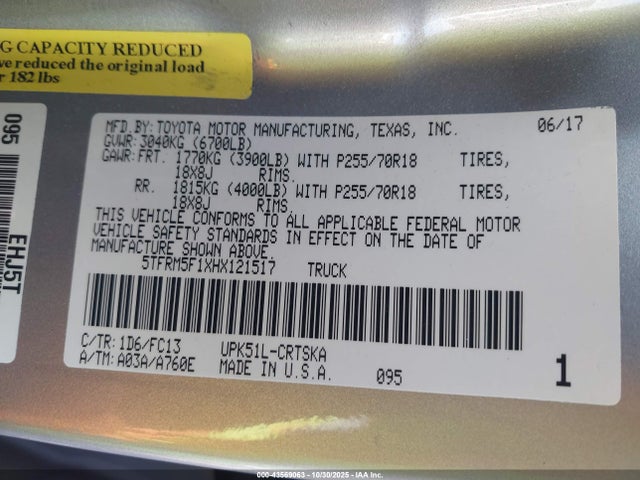 G CAPACITY REDUCED
ve reduced the original load
r 182 lbs
095
EHJ5T
MFD.BY:TOYOTA MOTOR MANUFACTURING, TEXAS, INC. 06/17
GVWR:3040KG (6700LB)
GAWR:FRT. 1770KG (3900LB) WITH P255/70R18 TIRES,
18X8J RIMS.
RR. 1815KG (4000LB) WITH P255/70R18 TIRES,
18X8J RIMS.
THIS VEHICLE CONFORMS TO ALL APPLICABLE FEDERAL MOTOR
VEHICLE SAFETY STANDARDS IN EFFECT ON THE DATE OF
MANUFACTURE SHOWN ABOVE.
5TFRM5F1XHX121517 TRUCK
C/TR:1D6/FC13 UPK51L-CRTSKA
A/TM:A03A/A760E MADE IN U.S.A. 095 1
000-43569063 - 10/30/2025 - IAA Inc.